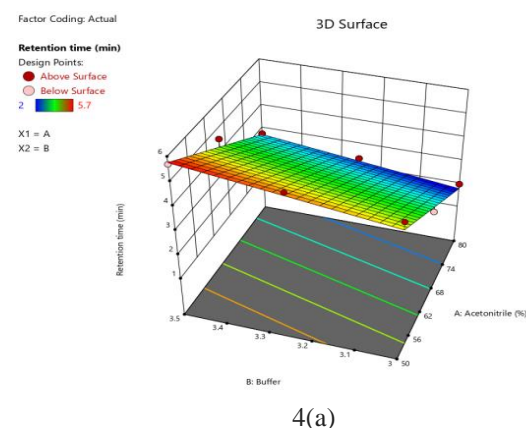 Factor Coding: Actual
3D Surface
Retention time (min)
Design Points:
Above Surface
Below Surface
2 5.7
X1 = A
X2 = B
6
5
4
3
2
1
Retention time (min)
3.5
3.4
3.3
3.2
3.1
3
B: Buffer
50
56
62
68
74
80
A: Acetonitrile (%)
4(a)